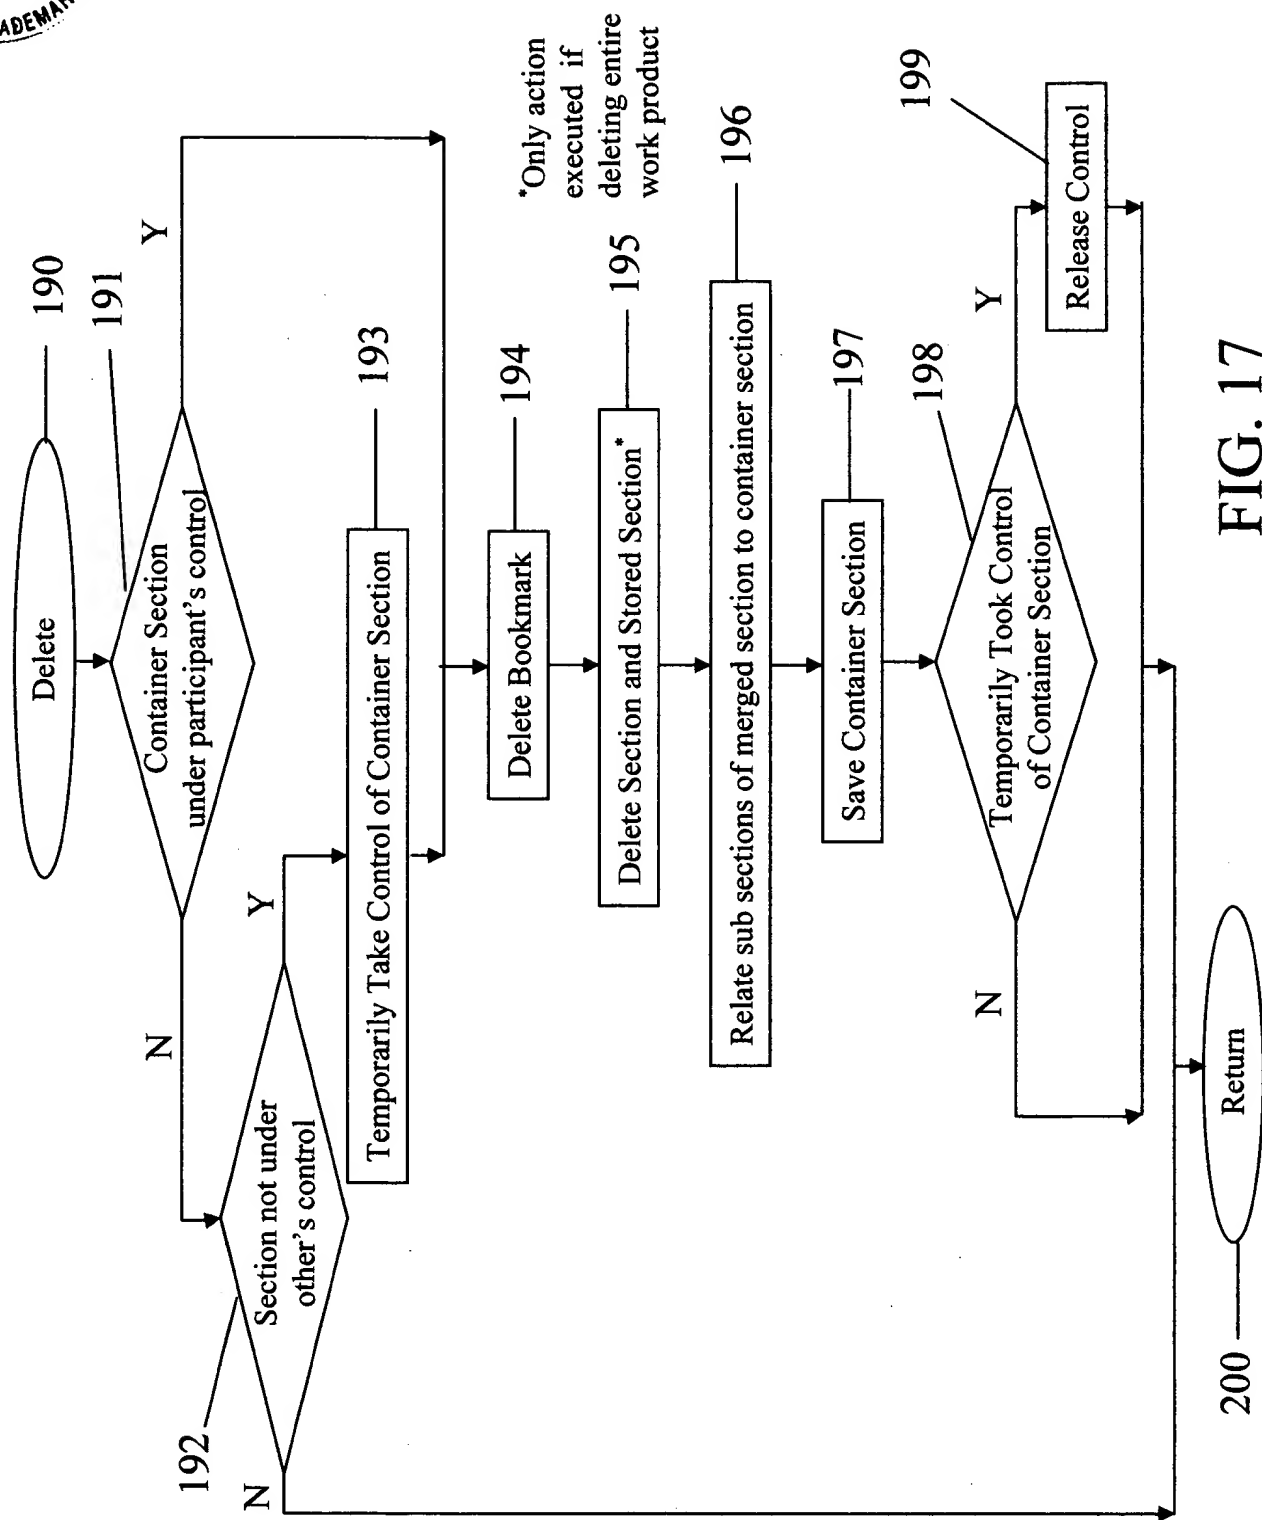 Delete
190
191
Container Section
under participant's control
Y
N
192
Section not under
other's control
Y
N
193
Temporarily Take Control of Container Section
*Only action
executed if
deleting entire
work product
194
Delete Bookmark
195
Delete Section and Stored Section*
196
Relate sub sections of merged section to container section
197
Save Container Section
198
Temporarily Took Control
of Container Section
Y
N
199
Release Control
Return
200
FIG. 17